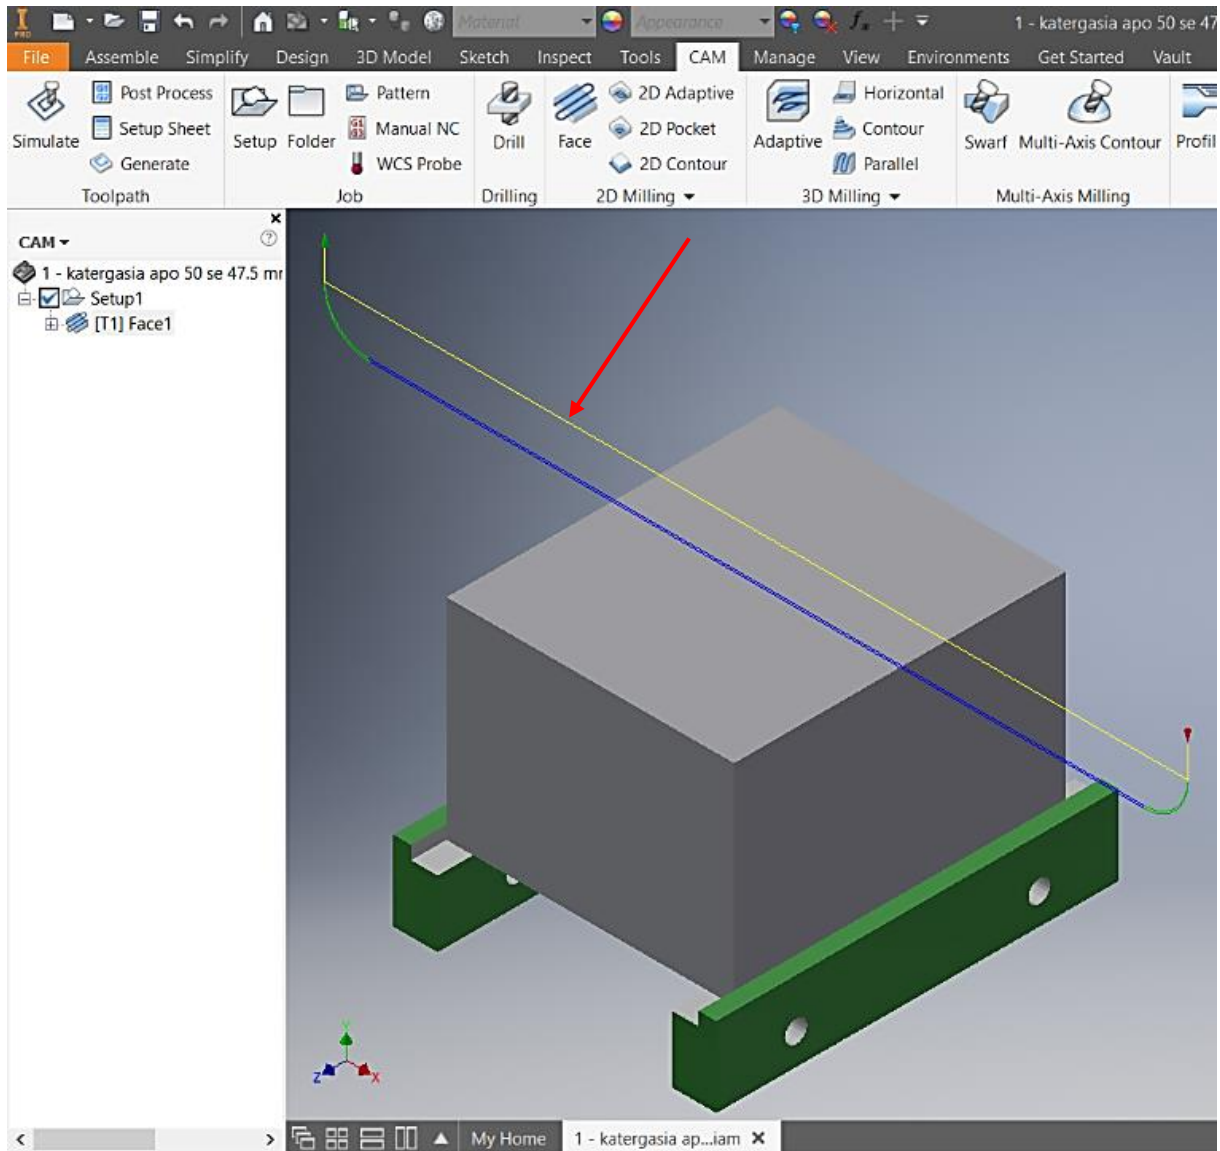 PRO
Material
Appearance
1 - katergasia apo 50 se 47
File Assemble Simplify Design 3D Model Sketch Inspect Tools CAM Manage View Environments Get Started Vault
Simulate
Post Process
Setup Sheet
Generate
Toolpath
Setup
Folder
Pattern
Manual NC
WCS Probe
Job
Drill
Drilling
Face
2D Adaptive
2D Pocket
2D Contour
2D Milling
Adaptive
Horizontal
Contour
Parallel
3D Milling
Swarf
Multi-Axis Contour
Multi-Axis Milling
Profil
CAM
1 - katergasia apo 50 se 47.5 mr
Setup1
[T1] Face1
Y
Z
X
My Home
1 - katergasia ap...iam